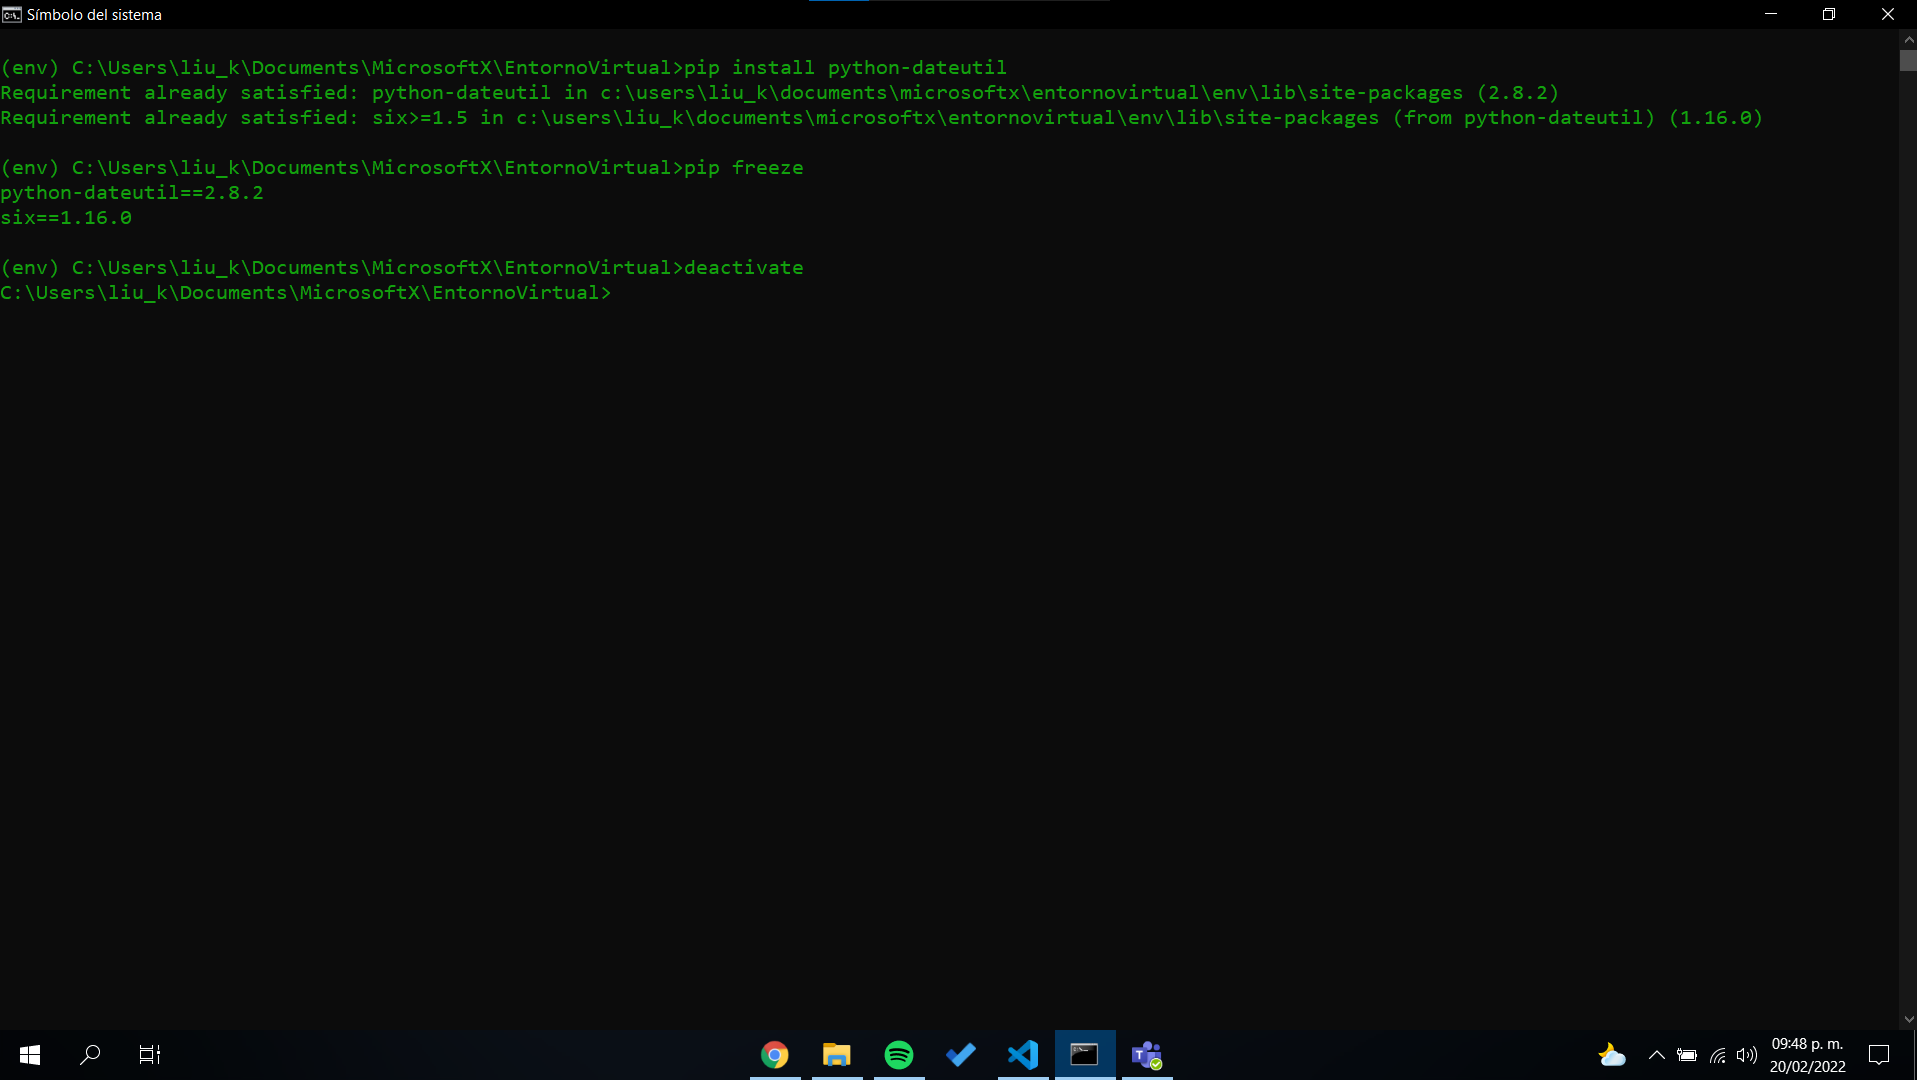 Símbolo del sistema
(env) C:\Users\liu_k\Documents\MicrosoftX\EntornoVirtual>pip install python-dateutil
Requirement already satisfied: python-dateutil in c:\users\liu_k\documents\microsoftx\entornovirtual\env\lib\site-packages (2.8.2)
Requirement already satisfied: six>=1.5 in c:\users\liu_k\documents\microsoftx\entornovirtual\env\lib\site-packages (from python-dateutil) (1.16.0)
(env) C:\Users\liu_k\Documents\MicrosoftX\EntornoVirtual>pip freeze
python-dateutil==2.8.2
six==1.16.0
(env) C:\Users\liu_k\Documents\MicrosoftX\EntornoVirtual>deactivate
C:\Users\liu_k\Documents\MicrosoftX\EntornoVirtual>
09:48 p. m.
20/02/2022